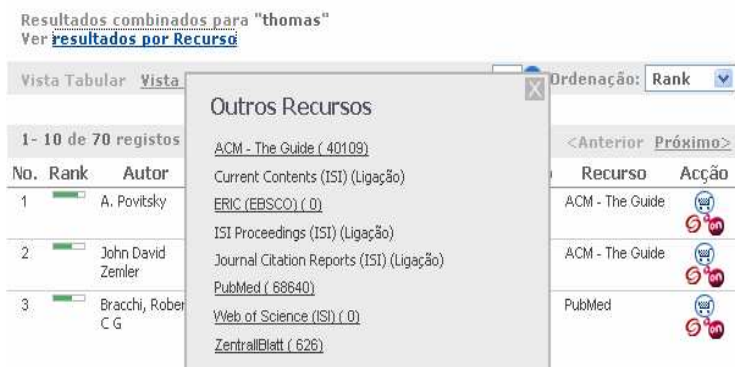 Resultados combinados para "thomas"
Ver resultados por Recurso
Vista Tabular Vista
Ordenação: Rank
Outros Recursos
ACM - The Guide ( 40109)
Current Contents (ISI) (Ligação)
ERIC (EBSCO) ( 0)
ISI Proceedings (ISI) (Ligação)
Journal Citation Reports (ISI) (Ligação)
PubMed ( 68640)
Web of Science (ISI) ( 0)
ZentrallBlatt ( 626)
1- 10 de 70 registos
<Anterior Próximo>
No. Rank Autor
Recurso Acção
1 A. Povitsky
ACM - The Guide
2 John David
Zemler
ACM - The Guide
3 Bracchi, Rober
C G
PubMed